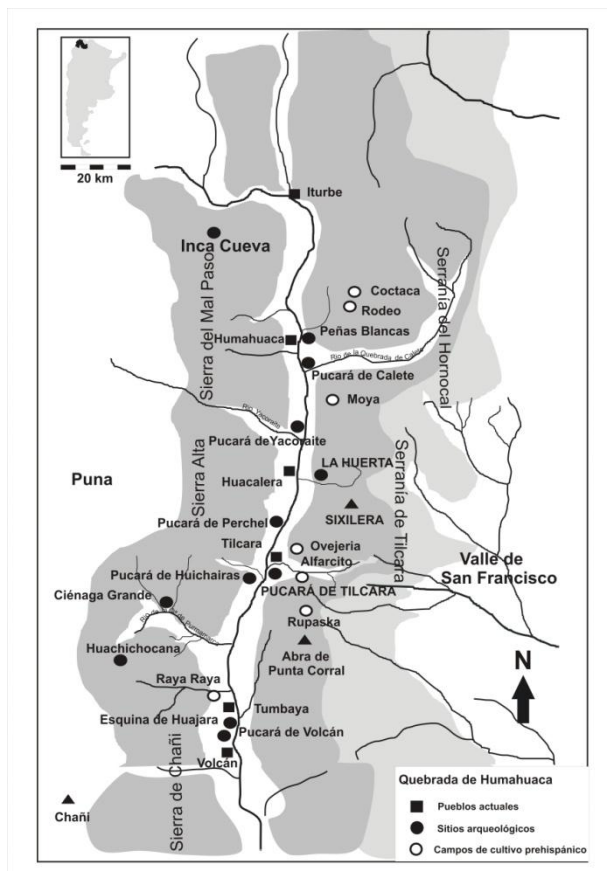 20 km
Iturbe
Inca Cueva
Sierra del Mal Paso
Serranía del Hornocal
Coctaca
Rodeo
Peñas Blancas
Humahuaca
Río de la Quebrada de Calete
Pucará de Calete
Moya
Río Yacoraite
Pucará de Yacoraite
LA HUERTA
Huacalera
Puna
Sierra Alta
SIXILERA
Serranía de Tilcara
Pucará de Perchel
Tilcara
Ovejeria
Alfarcito
Valle de
San Francisco
Pucará de Huichairas
PUCARÁ DE TILCARA
Ciénaga Grande
Rupaska
Huachichocana
Abra de
Punta Corral
N
Raya Raya
Tumbaya
Esquina de Huajara
Pucará de Volcán
Volcán
Sierra de Chañi
Chañi
Quebrada de Humahuaca
Pueblos actuales
Sitios arqueológicos
Campos de cultivo prehispánico